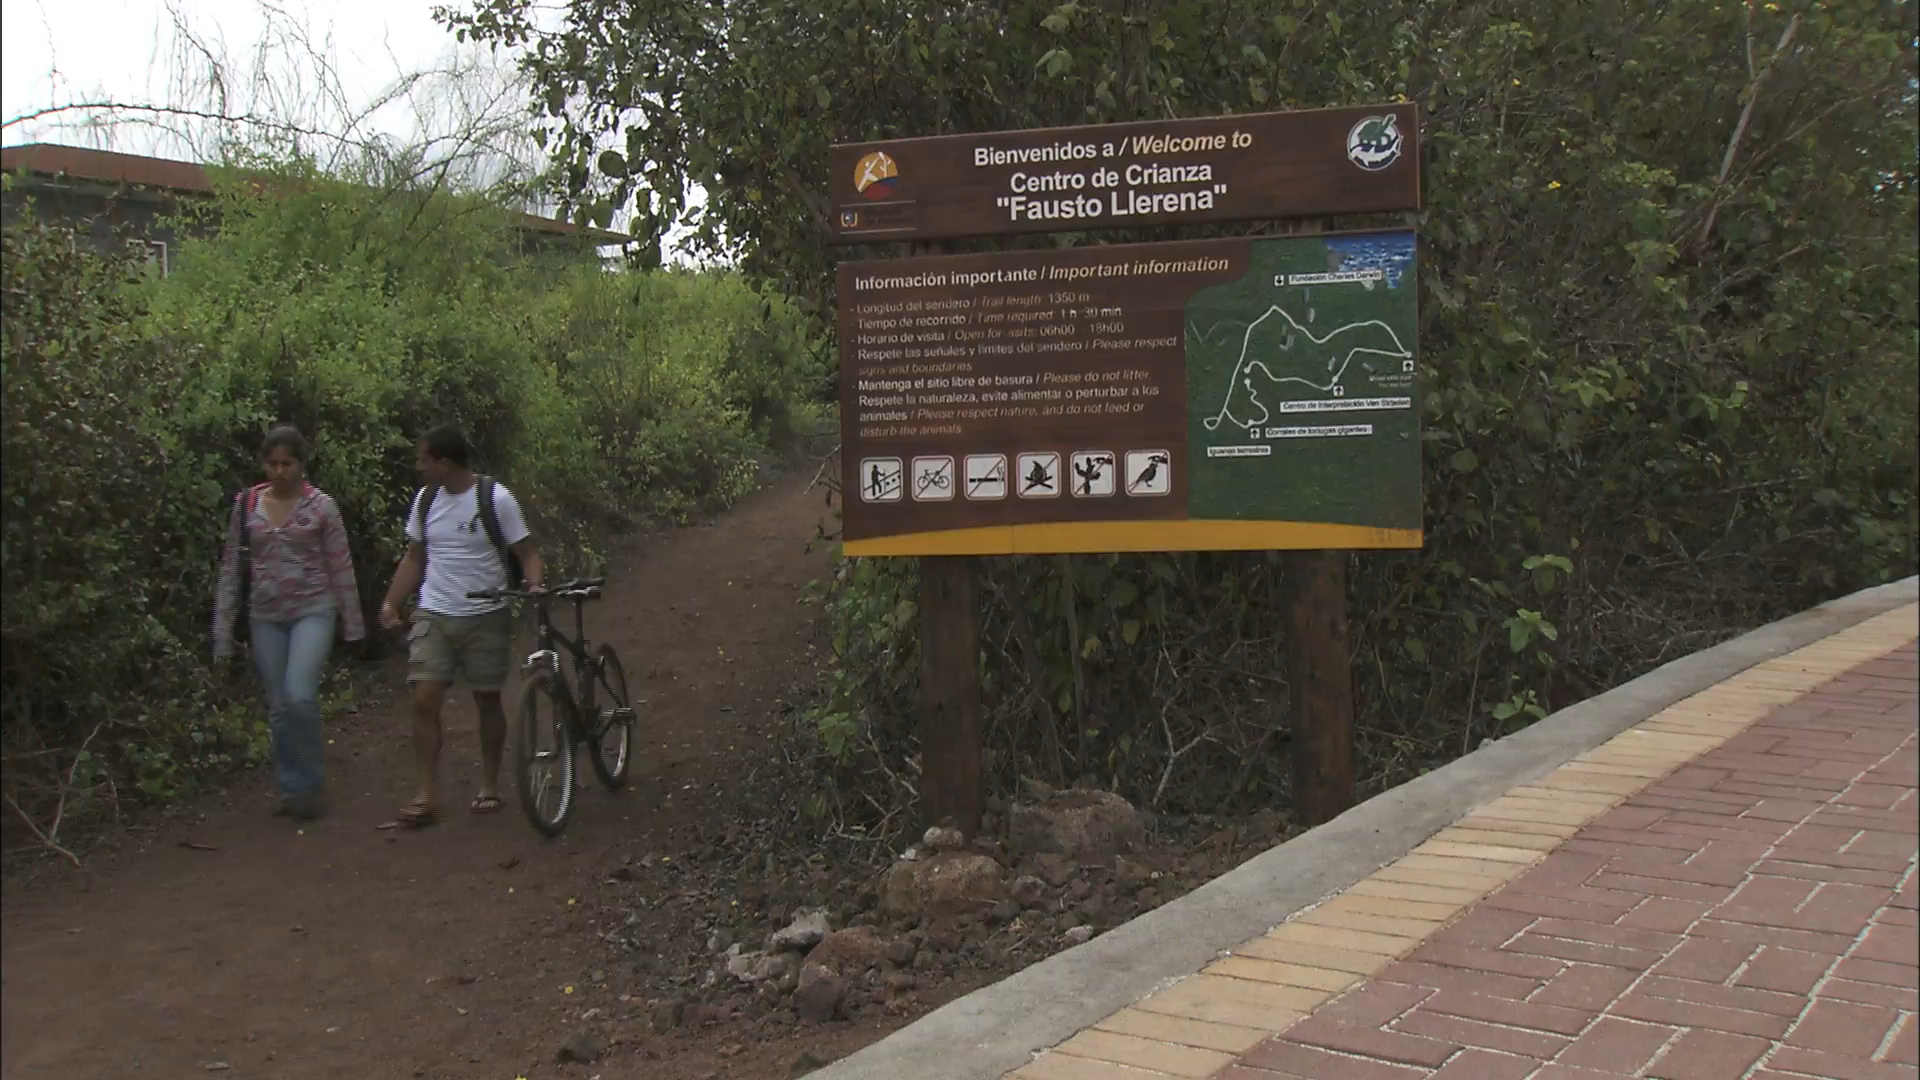 Bienvenidos a / Welcome to
Centro de Crianza
"Fausto Llerena"
Información importante / Important information
- Longitud del sendero / Trail length: 1350 m
- Tiempo de recorrido / Time required: 1 h 30 min
- Horario de visita / Open for visits: 06h00 - 18h00
- Respete las señales y límites del sendero / Please respect
signs and boundaries
- Mantenga el sitio libre de basura / Please do not litter.
Respete la naturaleza, evite alimentar o perturbar a los
animales / Please respect nature, and do not feed or
disturb the animals.
Fundación Charles Darwin
Centro de Interpretación Van Straelen
Corrales de tortugas gigantes
Iguanas terrestres